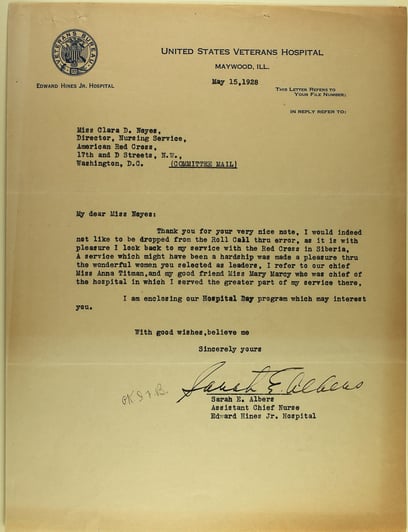 VETERANS BUREAU
UNITED STATES VETERANS HOSPITAL
MAYWOOD, ILL.
EDWARD HINES JR. HOSPITAL
May 15,1928
THIS LETTER REFERS TO
YOUR FILE NUMBER:
IN REPLY REFER TO:
Miss Clara D. Noyes,
Director, Nursing Service,
American Red Cross,
17th and D Streets, N.W.,
Washington, D.C. (COMMITTEE MAIL)
My dear Miss Noyes:
Thank you for your very nice note, I would indeed
not like to be dropped from the Roll Call thru error, as it is with
pleasure I look back to my service with the Red Cross in Siberia.
A service which might have been a hardship was made a pleasure thru
the wonderful women you selected as leaders, I refer to our chief
Miss Anna Titman,and my good friend Miss Mary Marcy who was chief of
the hospital in which I served the greater part of my service there,
I am enclosing our Hospital Day program which may interest
you.
With good wishes,believe me
Sincerely yours
Sarah E. Albers
Sarah E. Albers
Assistant Chief Nurse
Edward Hines Jr. Hospital